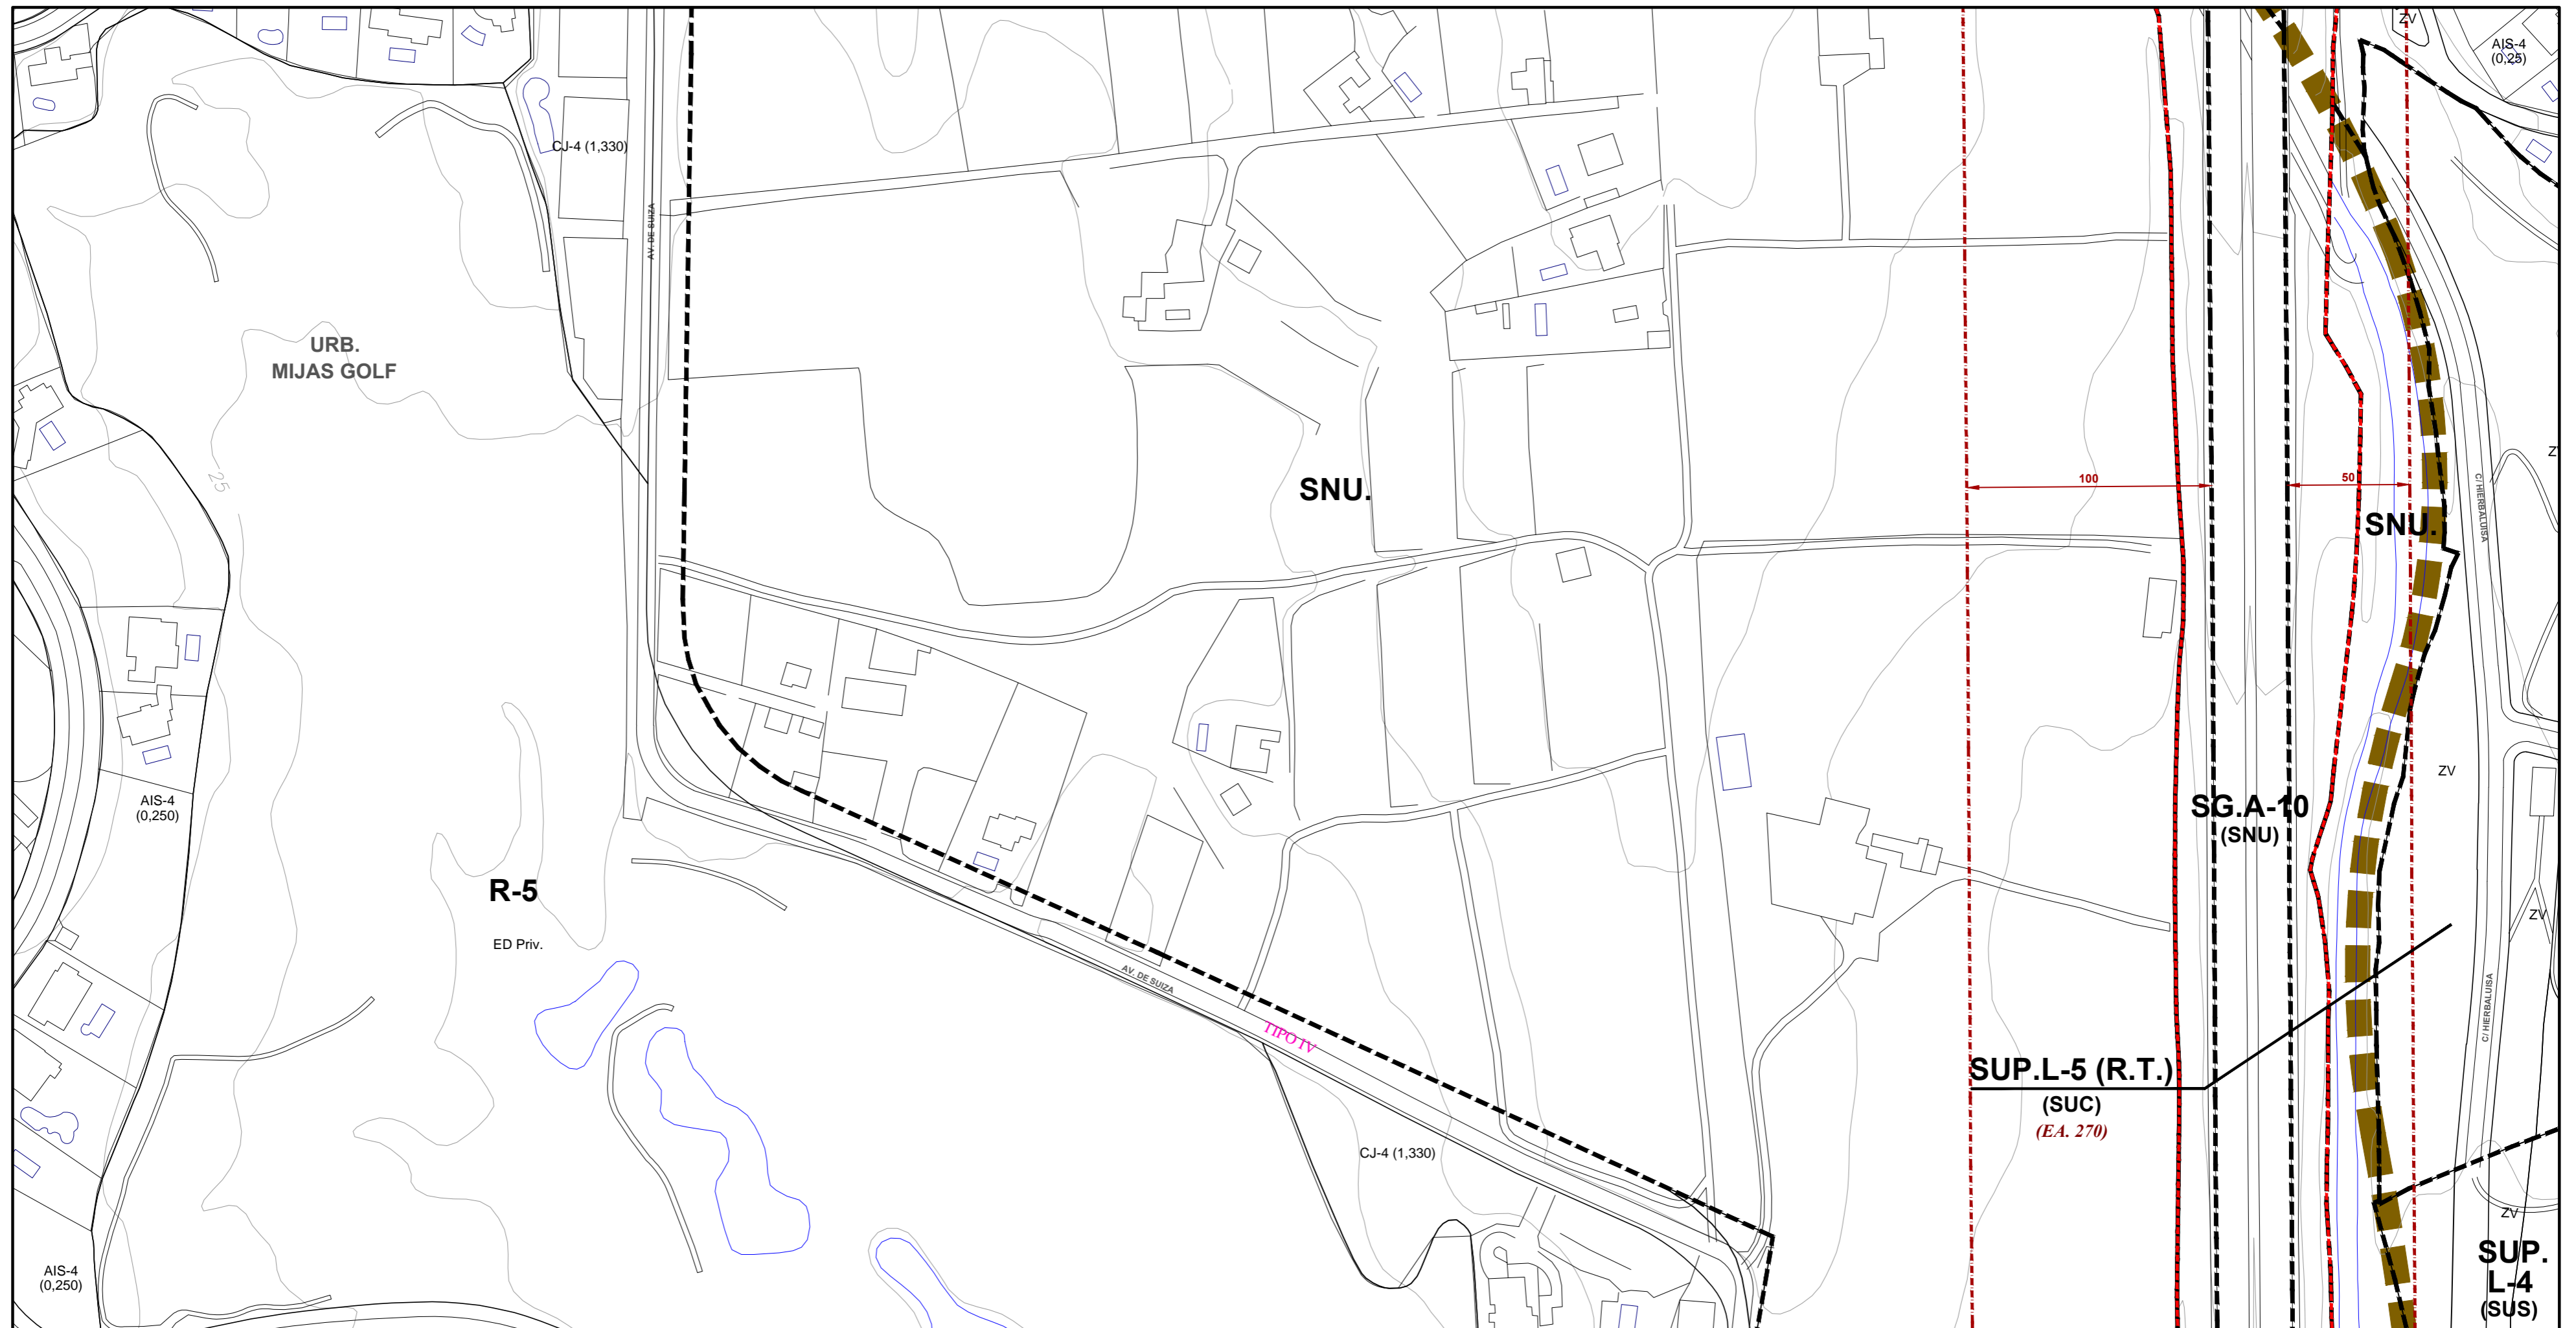 ZV
AIS-4
(0,25)
CJ-4 (1,330)
AV. DE SUIZA
URB.
MIJAS GOLF
25
SNU.
100
50
C/ HIERBALUISA
SNU.
ZV
AIS-4
(0,250)
SG.A-10
(SNU)
R-5
ED Priv.
ZV
AV. DE SUIZA
TIPO IV
C/ HIERBALUISA
SUP.L-5 (R.T.)
(SUC)
(EA. 270)
CJ-4 (1,330)
ZV
AIS-4
(0,250)
SUP.
L-4
(SUS)